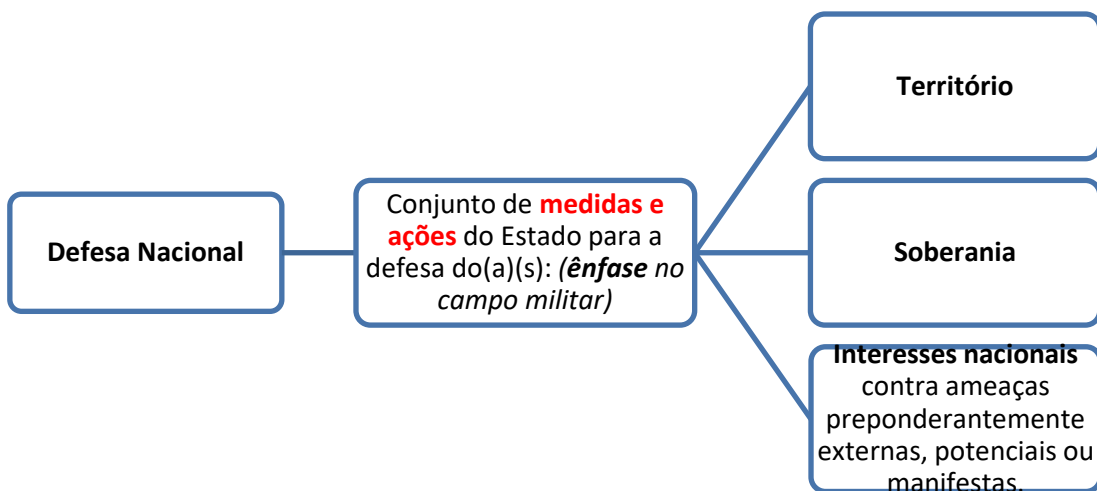 Defesa Nacional
Conjunto de medidas e
ações do Estado para a
defesa do(a)(s): (ênfase no
campo militar)
Território
Soberania
Interesses nacionais
contra ameaças
preponderantemente
externas, potenciais ou
manifestas.